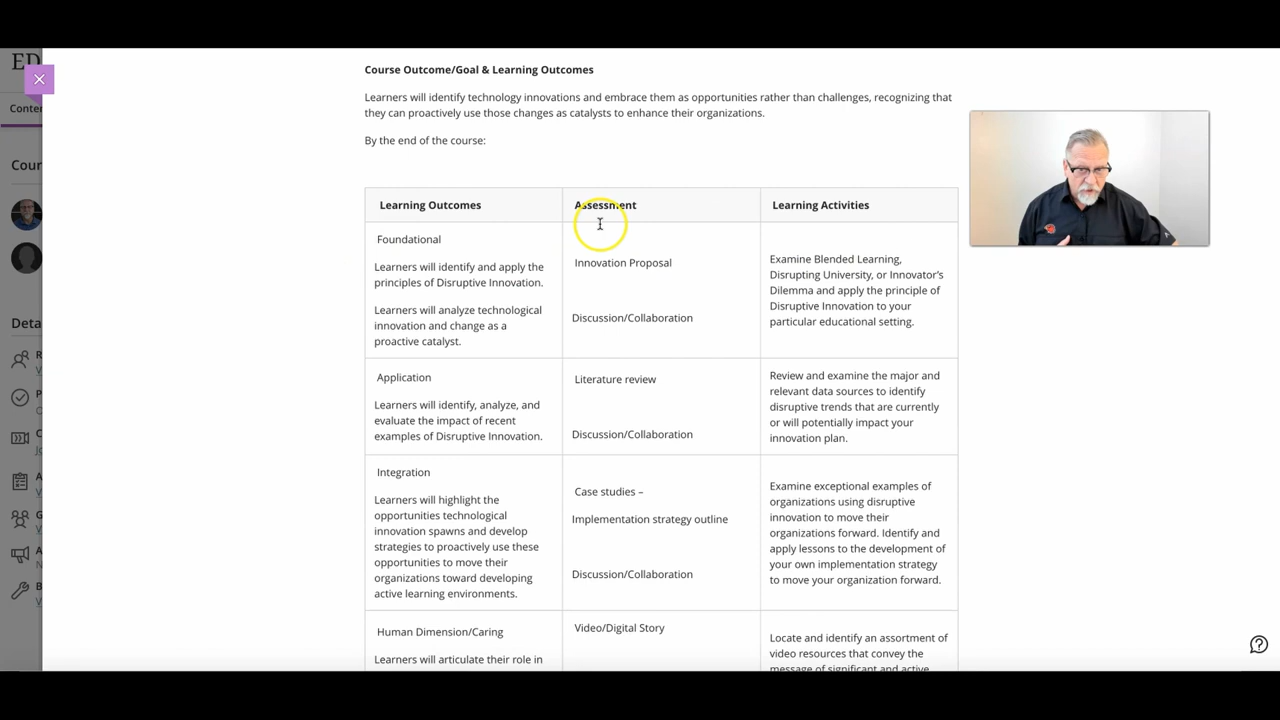 ED
Conten
Cour
Deta
R
V
P
C
C
Jo
A
V
G
V
A
N
B
V
Course Outcome/Goal & Learning Outcomes
Learners will identify technology innovations and embrace them as opportunities rather than challenges, recognizing that
they can proactively use those changes as catalysts to enhance their organizations.
By the end of the course:
Learning Outcomes
Assessment
Learning Activities
Foundational
Learners will identify and apply the
principles of Disruptive Innovation.
Learners will analyze technological
innovation and change as a
proactive catalyst.
Innovation Proposal
Discussion/Collaboration
Examine Blended Learning,
Disrupting University, or Innovator's
Dilemma and apply the principle of
Disruptive Innovation to your
particular educational setting.
Application
Learners will identify, analyze, and
evaluate the impact of recent
examples of Disruptive Innovation.
Literature review
Discussion/Collaboration
Review and examine the major and
relevant data sources to identify
disruptive trends that are currently
or will potentially impact your
innovation plan.
Integration
Learners will highlight the
opportunities technological
innovation spawns and develop
strategies to proactively use these
opportunities to move their
organizations toward developing
active learning environments.
Case studies –
Implementation strategy outline
Discussion/Collaboration
Examine exceptional examples of
organizations using disruptive
innovation to move their
organizations forward. Identify and
apply lessons to the development of
your own implementation strategy
to move your organization forward.
Human Dimension/Caring
Learners will articulate their role in
Video/Digital Story
Locate and identify an assortment of
video resources that convey the
message of significant and active